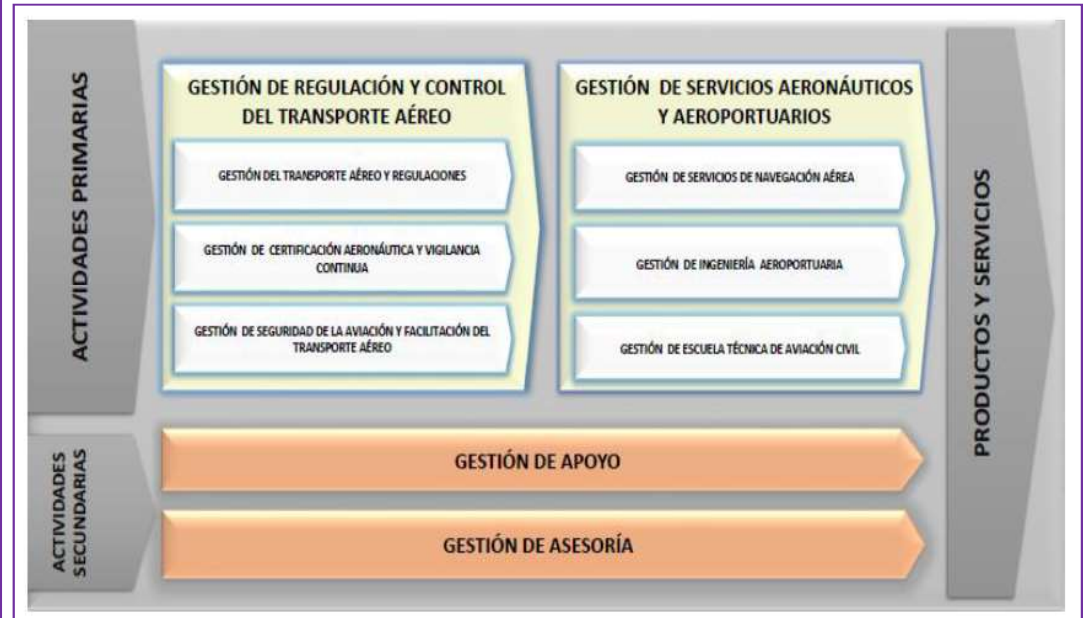 ACTIVIDADES PRIMARIAS
GESTIÓN DE REGULACIÓN Y CONTROL
DEL TRANSPORTE AÉREO
GESTIÓN DEL TRANSPORTE AÉREO Y REGULACIONES
GESTIÓN DE CERTIFICACIÓN AERONÁUTICA Y VIGILANCIA
CONTINUA
GESTIÓN DE SEGURIDAD DE LA AVIACIÓN Y FACILITACIÓN DEL
TRANSPORTE AÉREO
GESTIÓN DE SERVICIOS AERONÁUTICOS
Y AEROPORTUARIOS
GESTIÓN DE SERVICIOS DE NAVEGACIÓN AÉREA
GESTIÓN DE INGENIERÍA AEROPORTUARIA
GESTIÓN DE ESCUELA TÉCNICA DE AVIACIÓN CIVIL
ACTIVIDADES
SECUNDARIAS
GESTIÓN DE APOYO
GESTIÓN DE ASESORÍA
PRODUCTOS Y SERVICIOS